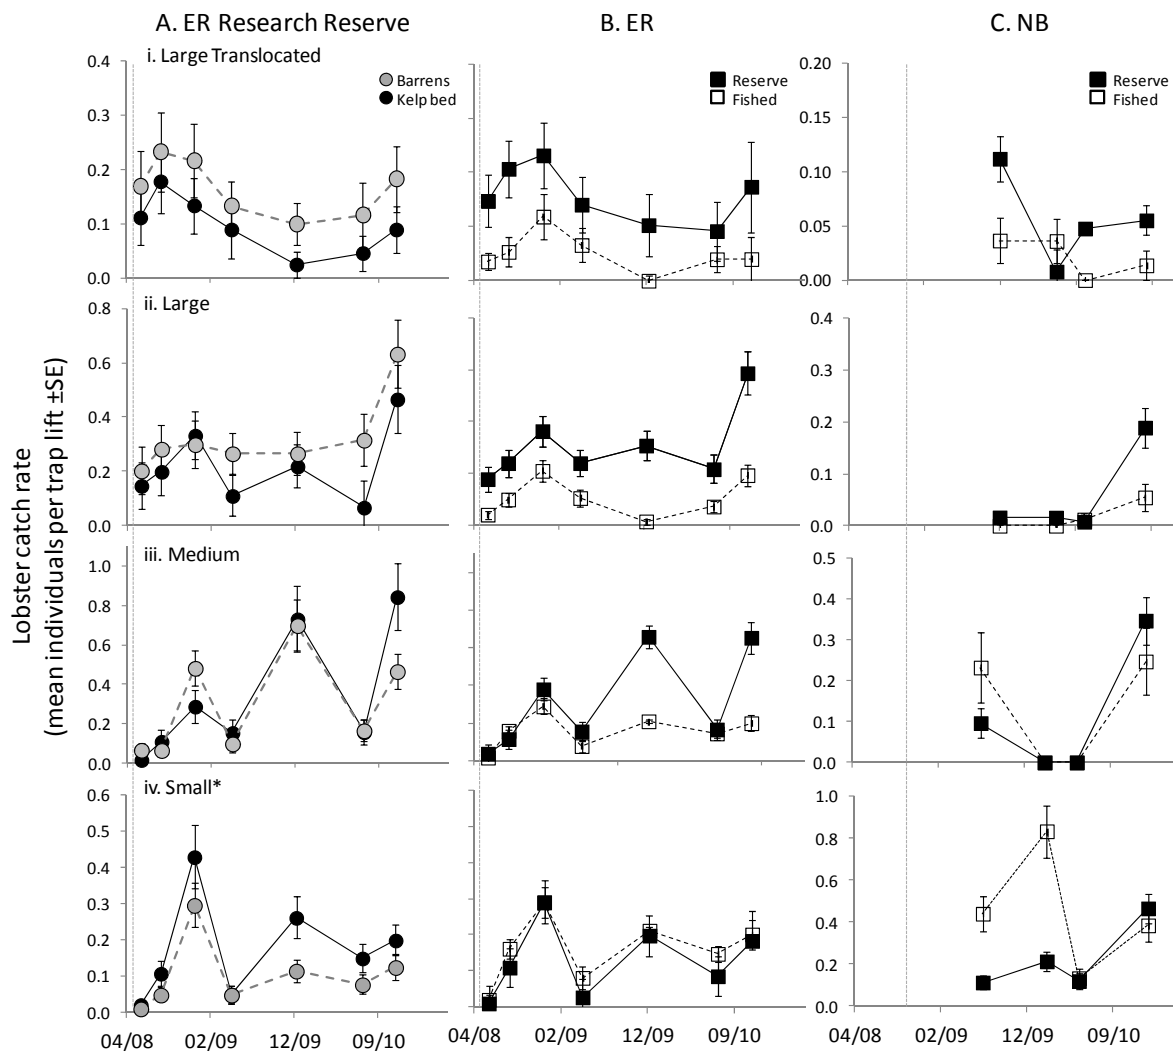 A. ER Research Reserve
B. ER
C. NB
i. Large Translocated
Barrens
Kelp bed
Reserve
Fished
Reserve
Fished
0.4
0.3
0.2
0.1
0.0
0.20
0.15
0.10
0.05
0.00
ii. Large
0.8
0.6
0.4
0.2
0.0
0.4
0.3
0.2
0.1
0.0
Lobster catch rate
(mean individuals per trap lift ±SE)
iii. Medium
1.0
0.8
0.6
0.4
0.2
0.0
0.5
0.4
0.3
0.2
0.1
0.0
iv. Small*
0.6
0.5
0.4
0.3
0.2
0.1
0.0
1.0
0.8
0.6
0.4
0.2
0.0
04/08 02/09 12/09 09/10
04/08 02/09 12/09 09/10
04/08 02/09 12/09 09/10